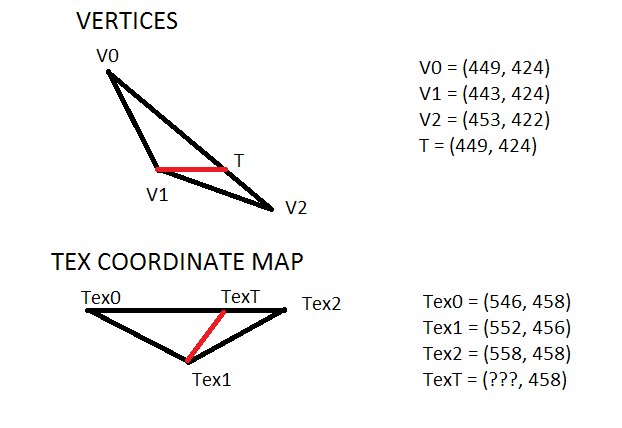 VERTICES
V0
V1
T
V2
V0 = (449, 424)
V1 = (443, 424)
V2 = (453, 422)
T = (449, 424)
TEX COORDINATE MAP
Tex0
TexT
Tex2
Tex1
Tex0 = (546, 458)
Tex1 = (552, 456)
Tex2 = (558, 458)
TexT = (???, 458)